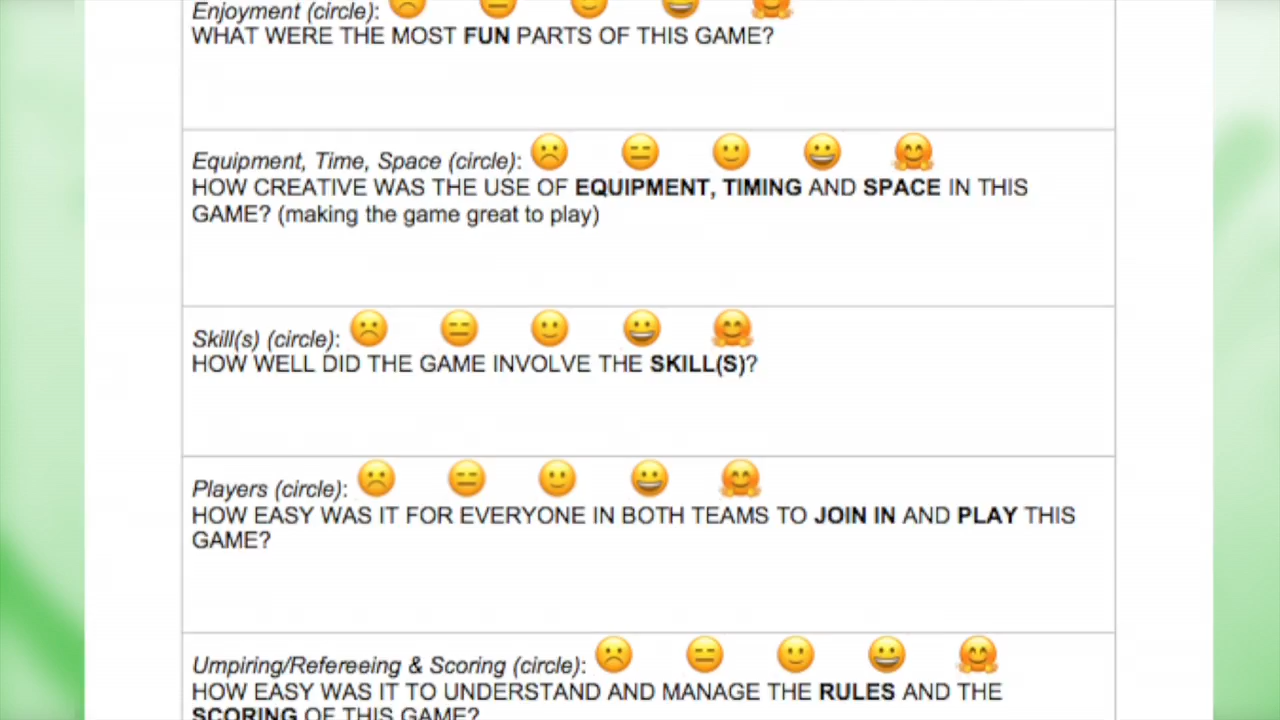 Enjoyment (circle):
WHAT WERE THE MOST FUN PARTS OF THIS GAME?
Equipment, Time, Space (circle):
HOW CREATIVE WAS THE USE OF EQUIPMENT, TIMING AND SPACE IN THIS
GAME? (making the game great to play)
Skill(s) (circle):
HOW WELL DID THE GAME INVOLVE THE SKILL(S)?
Players (circle):
HOW EASY WAS IT FOR EVERYONE IN BOTH TEAMS TO JOIN IN AND PLAY THIS
GAME?
Umpiring/Refereeing & Scoring (circle):
HOW EASY WAS IT TO UNDERSTAND AND MANAGE THE RULES AND THE
SCORING OF THIS GAME?